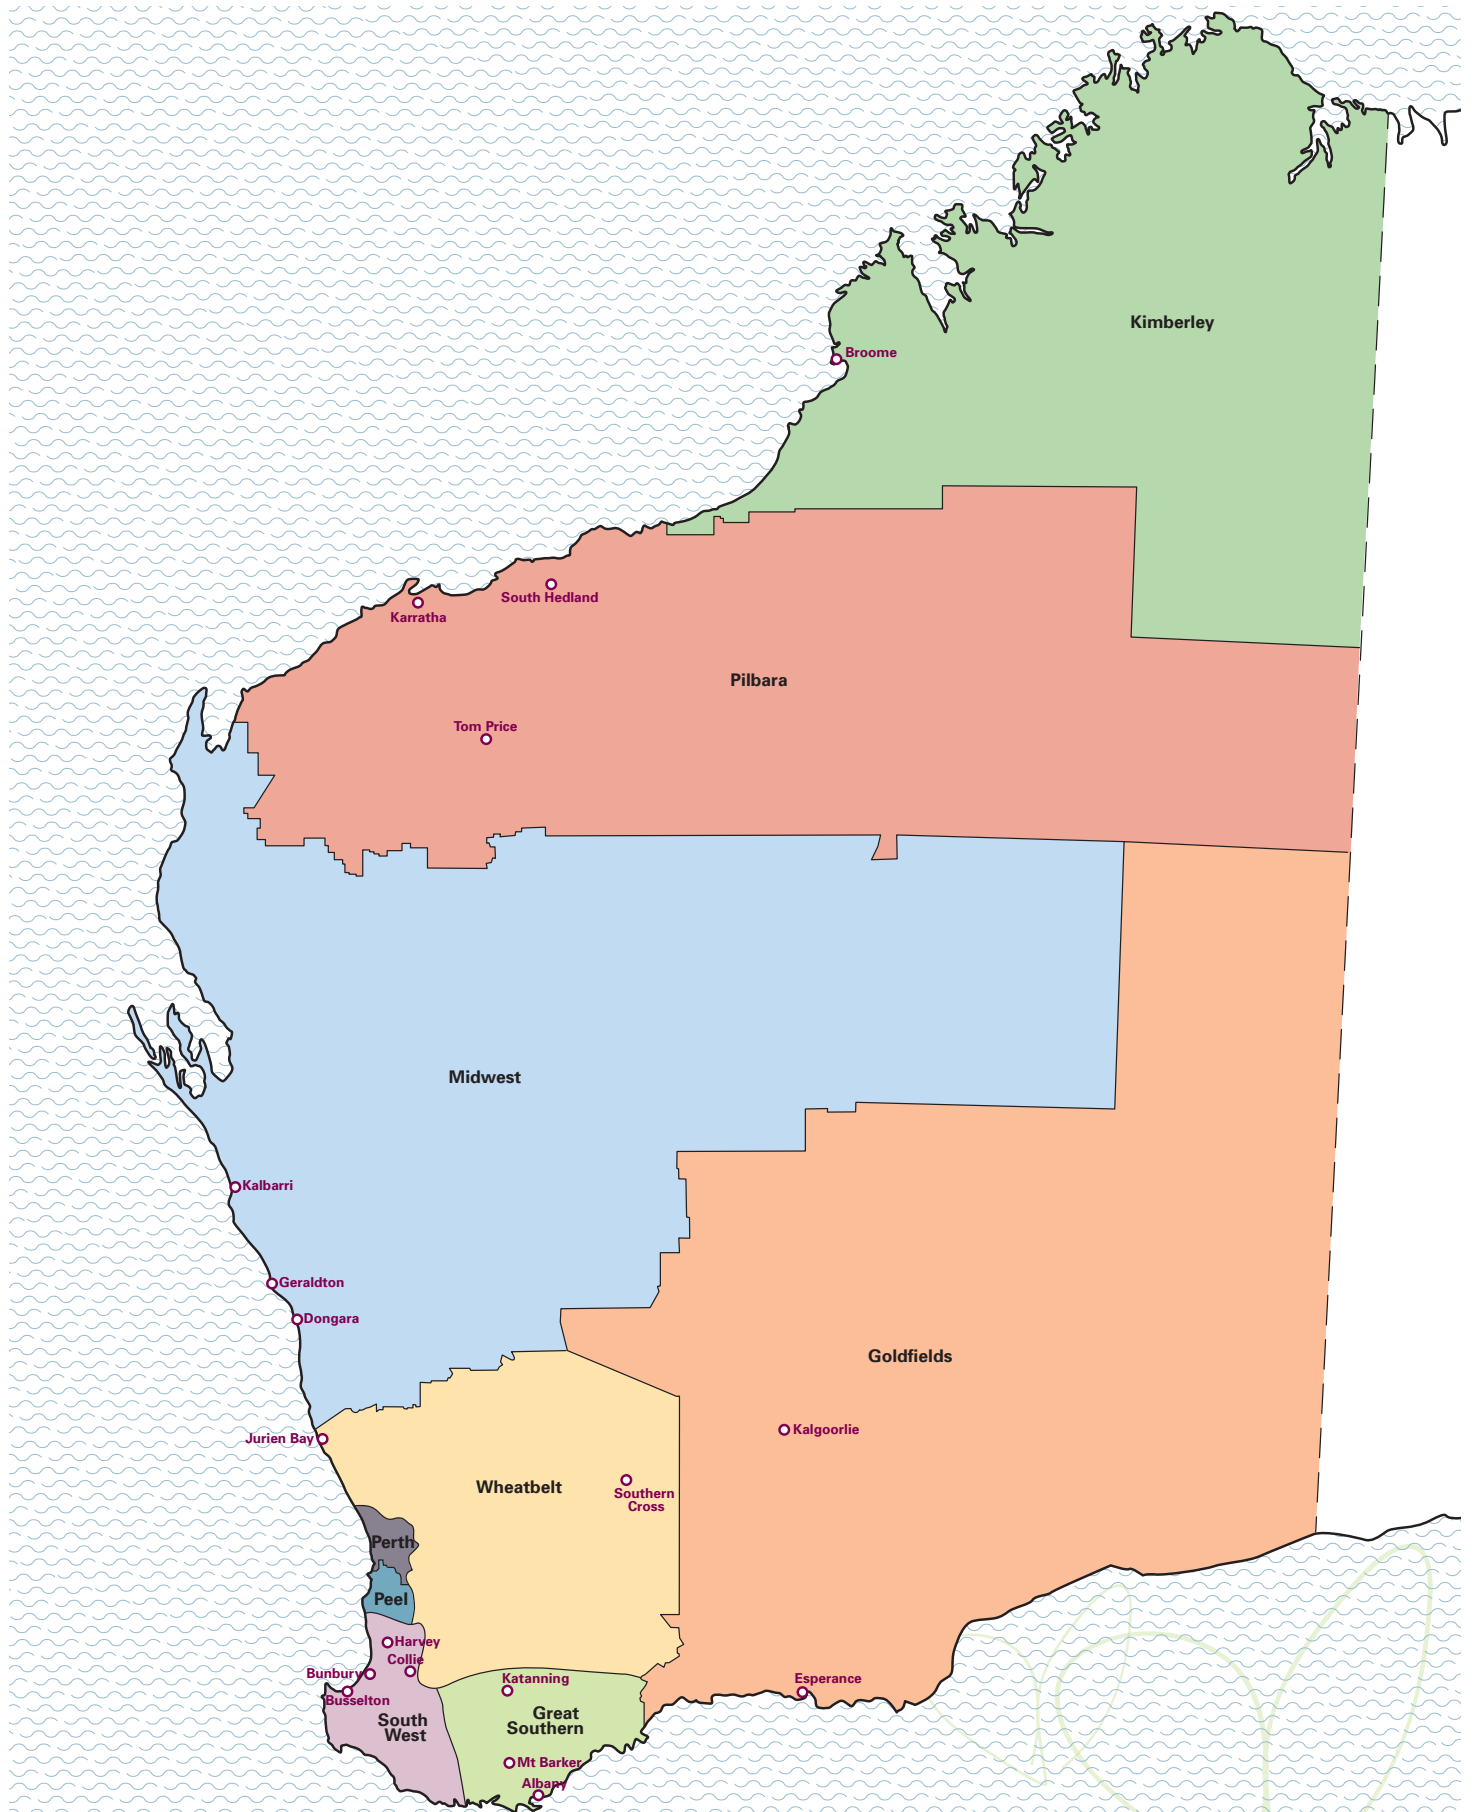 Kimberley
Broome
South Hedland
Karratha
Pilbara
Tom Price
Midwest
Kalbarri
Geraldton
Dongara
Goldfields
Kalgoorlie
Jurien Bay
Wheatbelt
Southern
Cross
Perth
Peel
Harvey
Collie
Bunbury
Katanning
Esperance
Busselton
Great
Southern
South
West
Mt Barker
Albany